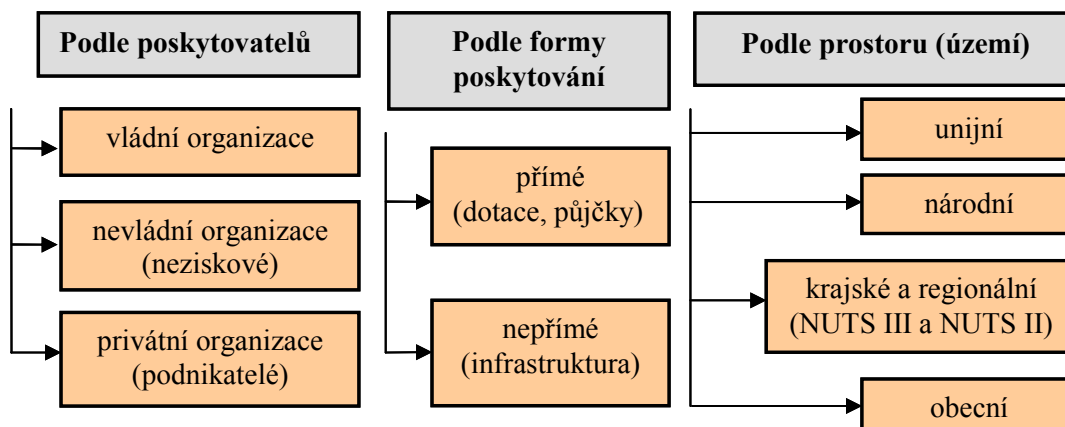 Podle poskytovatelů
vládní organizace
nevládní organizace
(neziskové)
privátní organizace
(podnikatelé)
Podle formy
poskytování
přímé
(dotace, půjčky)
nepřímé
(infrastruktura)
Podle prostoru (území)
unijní
národní
krajské a regionální
(NUTS III a NUTS II)
obecní